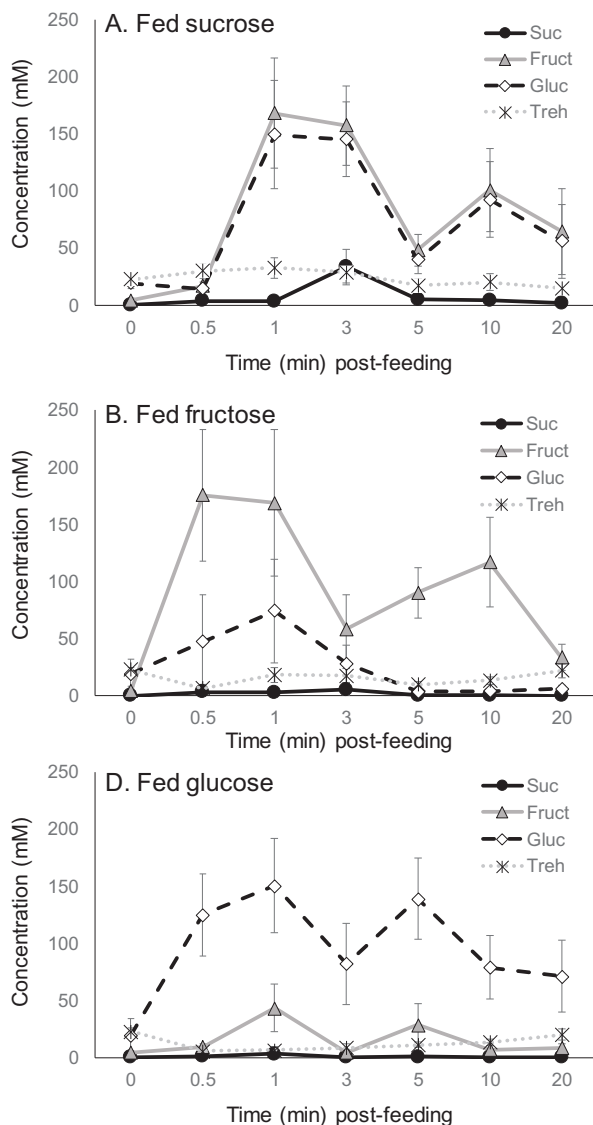 A. Fed sucrose
Suc
Fruct
Gluc
Treh
Concentration (mM)
250
200
150
100
50
0
0 0.5 1 3 5 10 20
Time (min) post-feeding
B. Fed fructose
Suc
Fruct
Gluc
Treh
Concentration (mM)
250
200
150
100
50
0
0 0.5 1 3 5 10 20
Time (min) post-feeding
D. Fed glucose
Suc
Fruct
Gluc
Treh
Concentration (mM)
250
200
150
100
50
0
0 0.5 1 3 5 10 20
Time (min) post-feeding